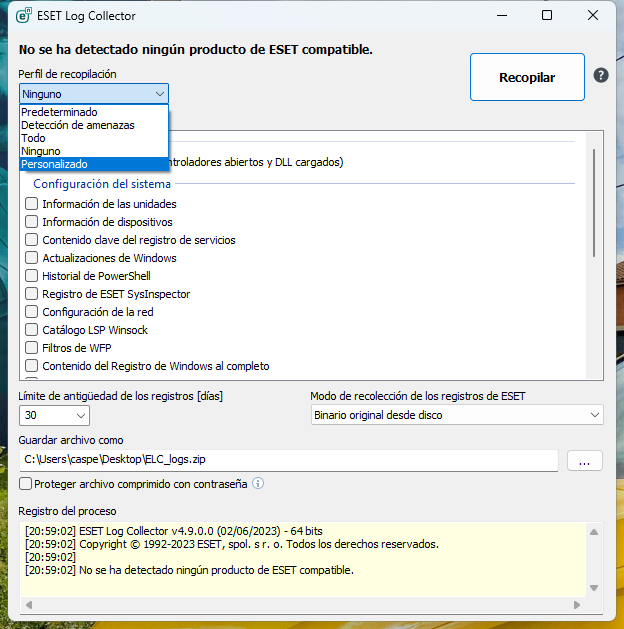 ESET Log Collector
No se ha detectado ningún producto de ESET compatible.
Perfil de recopilación
Recopilar
?
Ninguno
Predeterminado
Detección de amenazas
Todo
Ninguno
Personalizado
ntroladores abiertos y DLL cargados)
Configuración del sistema
Información de las unidades
Información de dispositivos
Contenido clave del registro de servicios
Actualizaciones de Windows
Historial de PowerShell
Registro de ESET SysInspector
Configuración de la red
Catálogo LSP Winsock
Filtros de WFP
Contenido del Registro de Windows al completo
Límite de antigüedad de los registros [días]
Modo de recolección de los registros de ESET
30
Binario original desde disco
Guardar archivo como
C:\Users\caspe\Desktop\ELC_logs.zip
...
Proteger archivo comprimido con contraseña
Registro del proceso
[20:59:02] ESET Log Collector v4.9.0.0 (02/06/2023) - 64 bits
[20:59:02] Copyright © 1992-2023 ESET, spol. s r. o. Todos los derechos reservados.
[20:59:02]
[20:59:02] No se ha detectado ningún producto de ESET compatible.